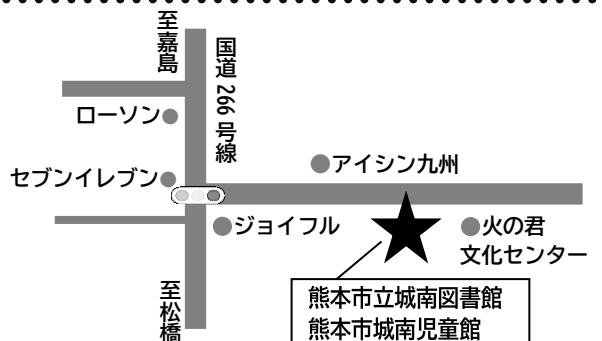 至嘉島
国道266号線
ローソン
アイシン九州
セブンイレブン
ジョイフル
火の君
文化センター
至松橋
熊本市立城南図書館
熊本市城南児童館